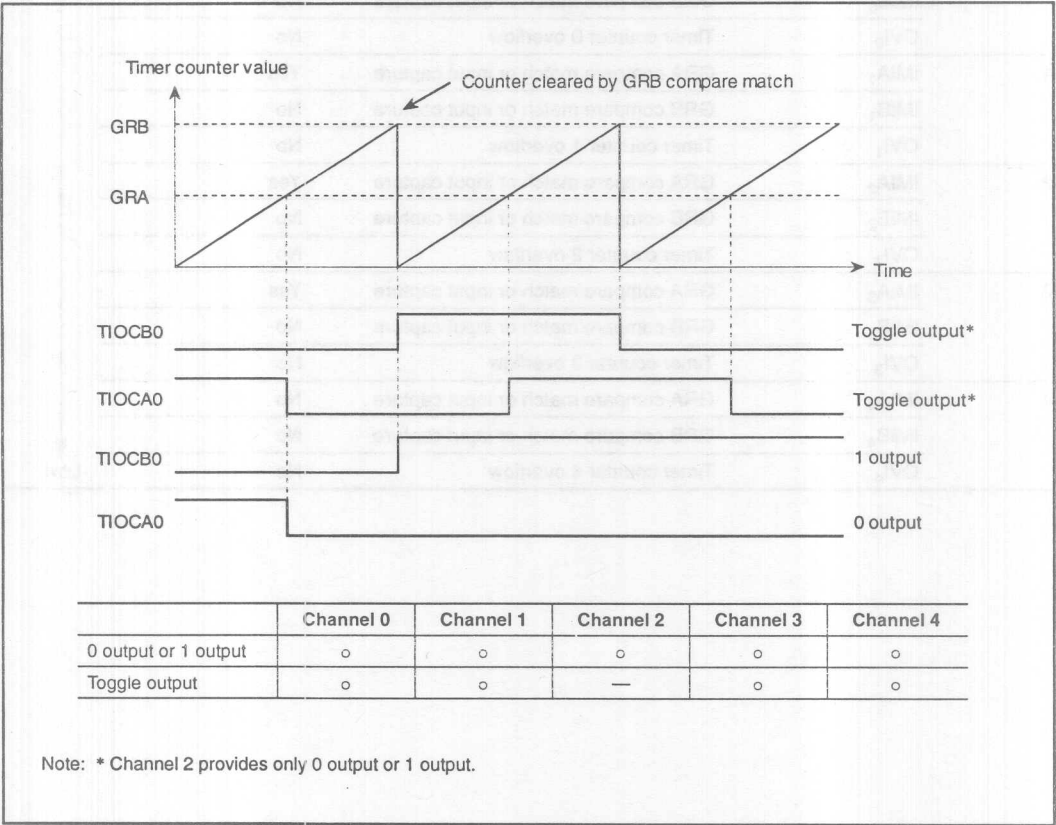 Timer counter value
Counter cleared by GRB compare match
GRB
GRA
Time
TIOCB0
Toggle output*
TIOCA0
Toggle output*
TIOCB0
1 output
TIOCA0
0 output
Channel 0 Channel 1 Channel 2 Channel 3 Channel 4
0 output or 1 output ○ ○ ○ ○ ○
Toggle output ○ ○ — ○ ○
Note: * Channel 2 provides only 0 output or 1 output.